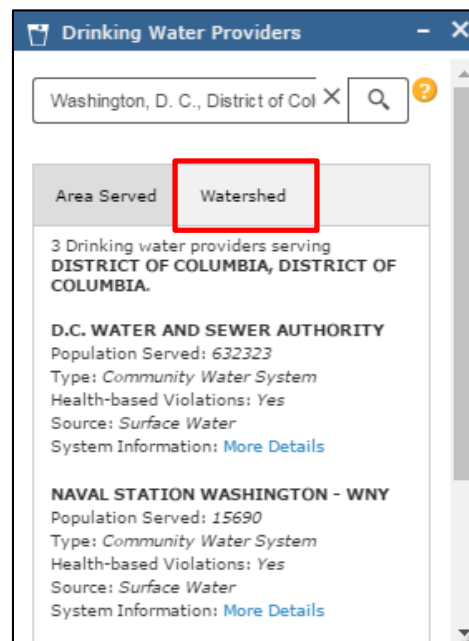 Drinking Water Providers
Washington, D. C., District of Col
Area Served Watershed
3 Drinking water providers serving
DISTRICT OF COLUMBIA, DISTRICT OF
COLUMBIA.
D.C. WATER AND SEWER AUTHORITY
Population Served: 632323
Type: Community Water System
Health-based Violations: Yes
Source: Surface Water
System Information: More Details
NAVAL STATION WASHINGTON - WNY
Population Served: 15690
Type: Community Water System
Health-based Violations: Yes
Source: Surface Water
System Information: More Details